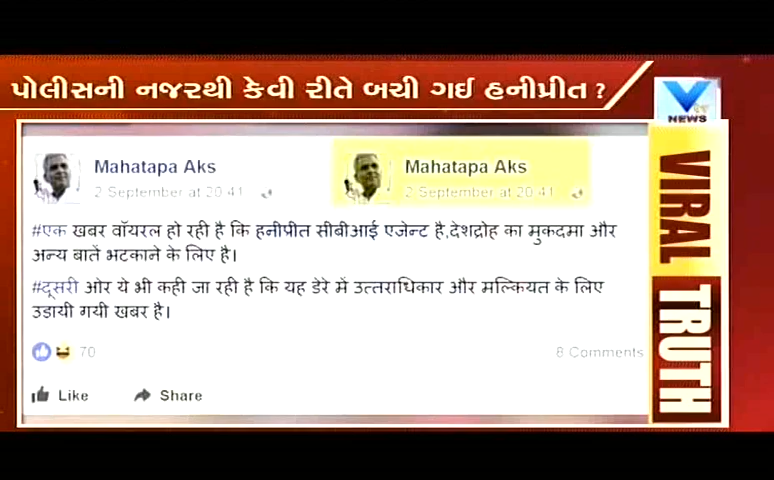 પોલીસની નજરથી કેવી રીતે બચી ગઈ હનીપ્રીત ?
V TV
NEWS
Mahatapa Aks
2 September at 20:41
Mahatapa Aks
2 September at 20:41
#एक खबर वॉयरल हो रही है कि हनीपीत सीबीआई एजेन्ट है,देशद्रोह का मुकदमा और
अन्य बातें भटकाने के लिए है।
#दूसरी ओर ये भी कही जा रही है कि यह डेरे में उत्तराधिकार और मल्कियत के लिए
उडायी गयी खबर है।
70
8 Comments
Like
Share
VIRAL
TRUTH